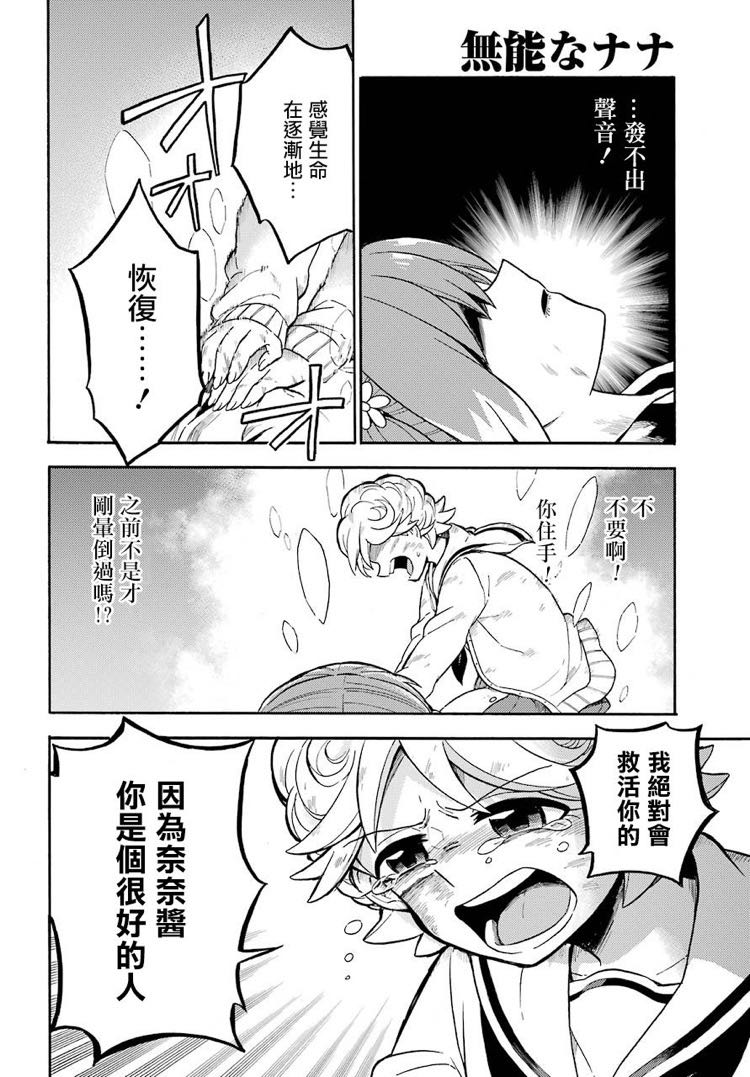 無能なナナ
…發不出
聲音！
感覺生命
在逐漸地…
オオ
恢復……！
オオ
不
不要啊！
你住手！
之前不是才
剛暈倒過嗎!?
我絕對會
救活你的
因為奈奈醬
你是個很好的人